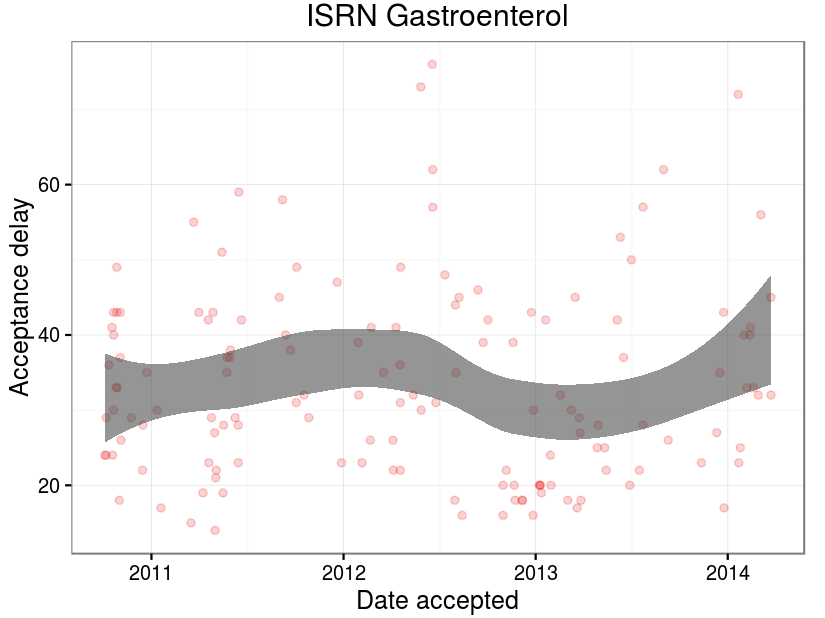 ISRN Gastroenterol
Acceptance delay
60
40
20
2011 2012 2013 2014
Date accepted